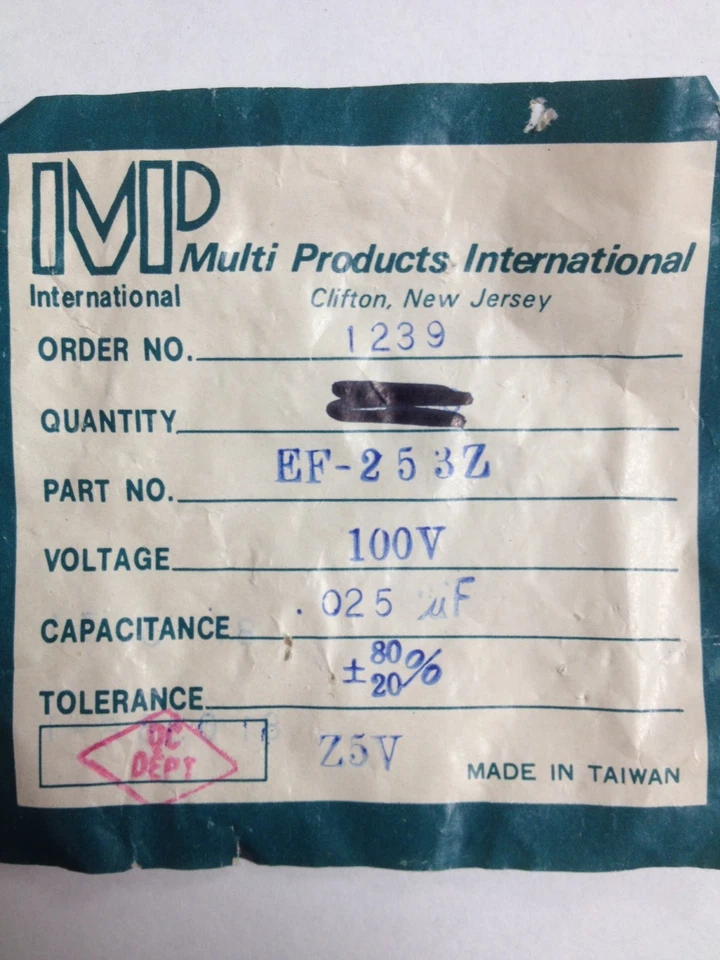 MP
Multi Products International
International
Clifton, New Jersey
ORDER NO. 1239
QUANTITY
PART NO. EF-253Z
VOLTAGE 100V
CAPACITANCE .025 µF
TOLERANCE ± 80 20 %
QC
DEPT
Z5V
MADE IN TAIWAN